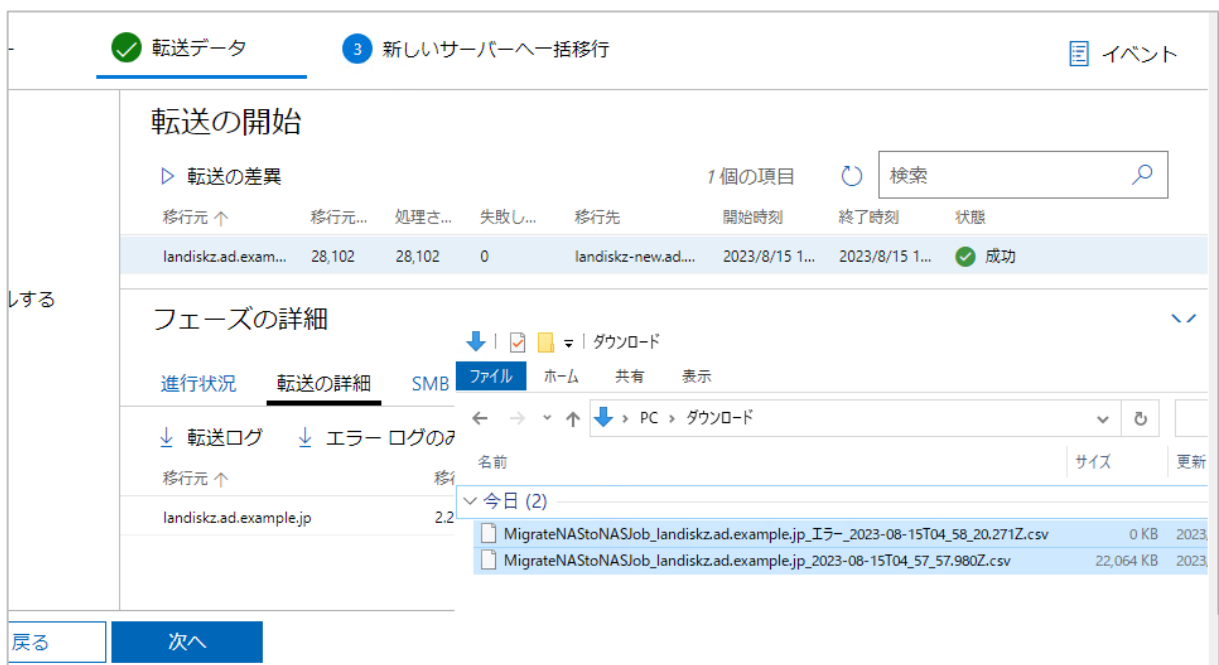 転送データ
3 新しいサーバーへ一括移行
イベント
転送の開始
転送の差異
1 個の項目
検索
移行元 ↑ 移行元... 処理さ... 失敗し... 移行先 開始時刻 終了時刻 状態
landiskz.ad.exam... 28,102 28,102 0 landiskz-new.ad.... 2023/8/15 1... 2023/8/15 1... 成功
ルする
フェーズの詳細
進行状況 転送の詳細 SMB
↓ 転送ログ ↓ エラー ログのみ
移行元 ↑ 移行
landiskz.ad.example.jp 2.2
戻る
次へ
ダウンロード
ファイル ホーム 共有 表示
← → ↑ › PC › ダウンロード
名前 サイズ 更新
今日 (2)
MigrateNAStoNASJob_landiskz.ad.example.jp_エラー_2023-08-15T04_58_20.271Z.csv 0 KB 2023
MigrateNAStoNASJob_landiskz.ad.example.jp_2023-08-15T04_57_57.980Z.csv 22,064 KB 2023